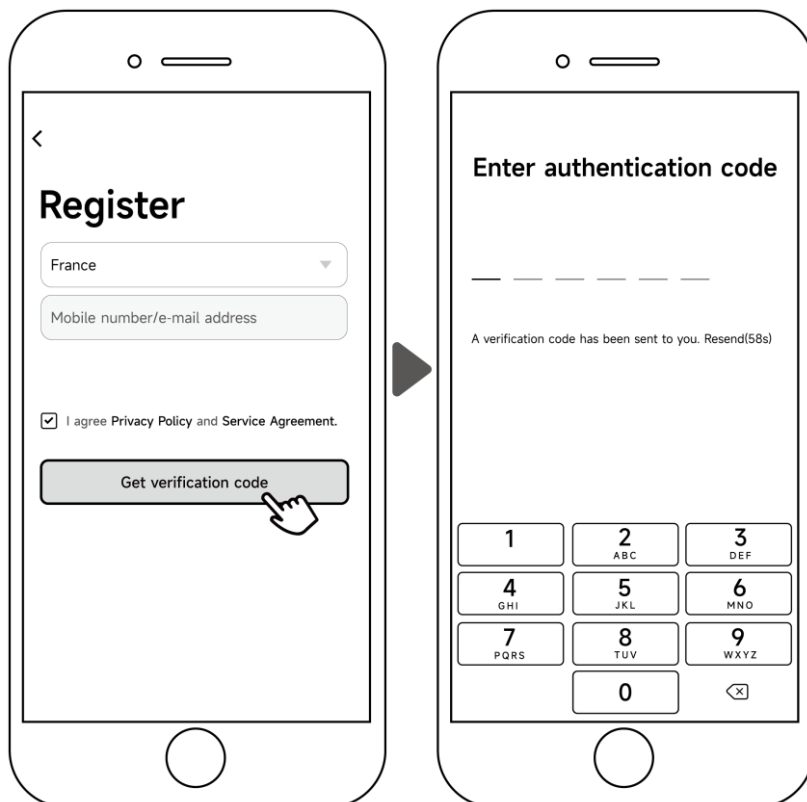 Register
France
Mobile number/e-mail address
I agree Privacy Policy and Service Agreement.
Get verification code
Enter authentication code
A verification code has been sent to you. Resend(58s)
1 2 3
ABC DEF
4 5 6
GHI JKL MNO
7 8 9
PQRS TUV WXYZ
0